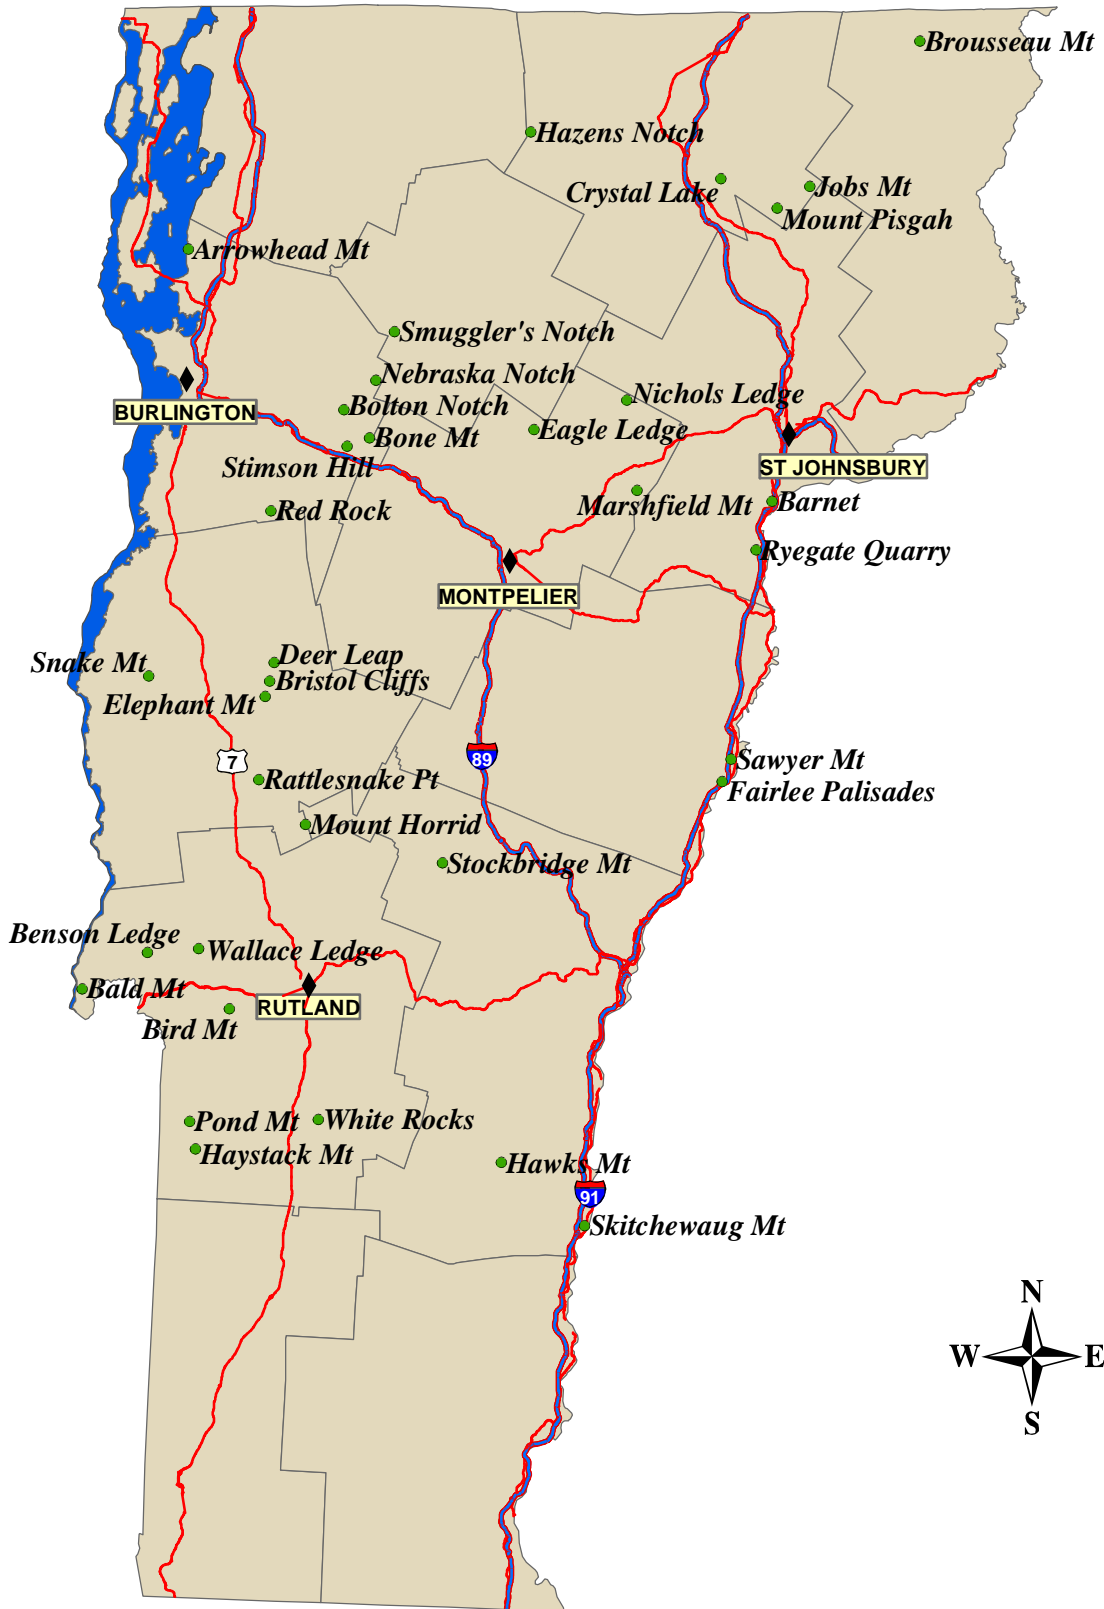 Brousseau Mt
Hazens Notch
Crystal Lake
Jobs Mt
Mount Pisgah
Arrowhead Mt
Smuggler's Notch
Nebraska Notch
Nichols Ledge
BURLINGTON
Bolton Notch
Eagle Ledge
Bone Mt
Stimson Hill
ST JOHNSBURY
Red Rock
Marshfield Mt
Barnet
Ryegate Quarry
MONTPELIER
Snake Mt
Deer Leap
Bristol Cliffs
Elephant Mt
7
89
Sawyer Mt
Rattlesnake Pt
Fairlee Palisades
Mount Horrid
Stockbridge Mt
Benson Ledge
Wallace Ledge
Bald Mt
RUTLAND
Bird Mt
Pond Mt
White Rocks
Haystack Mt
Hawks Mt
91
Skitchewaug Mt
N
W
E
S